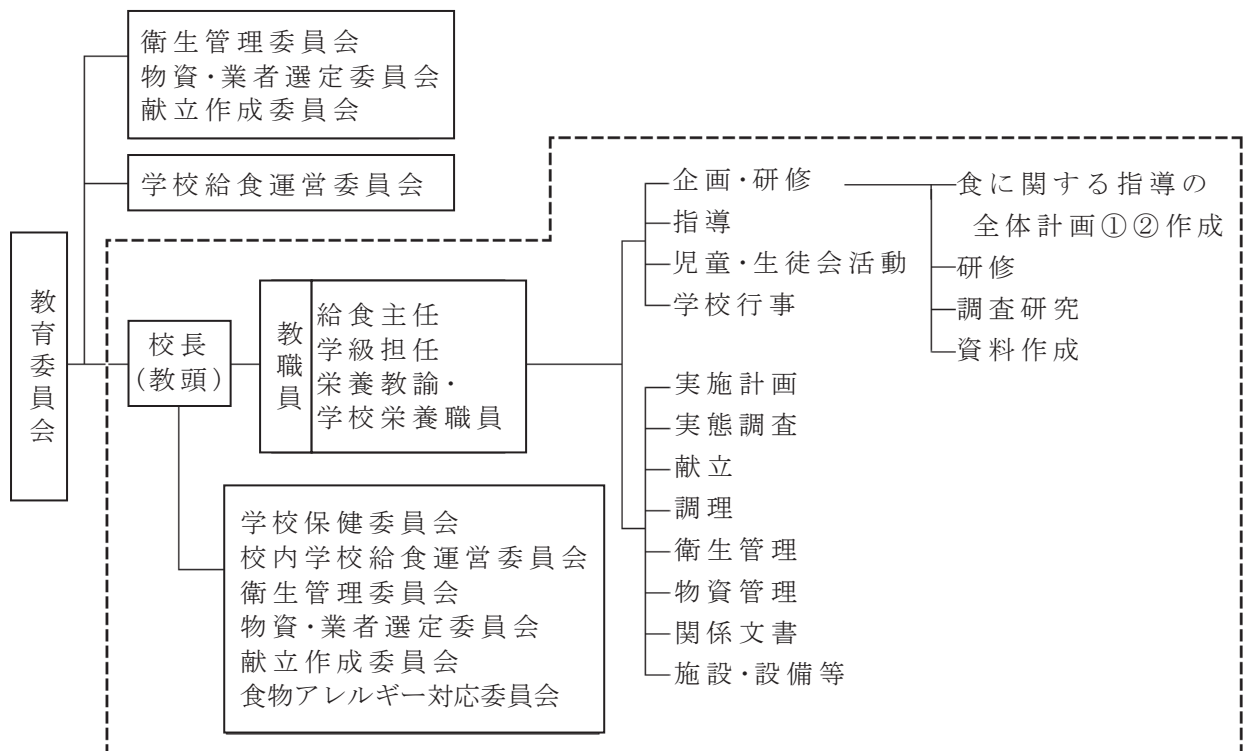 衛生管理委員会
物資・業者選定委員会
献立作成委員会
学校給食運営委員会
教育委員会
校長
(教頭)
教職員
給食主任
学級担任
栄養教諭・
学校栄養職員
学校保健委員会
校内学校給食運営委員会
衛生管理委員会
物資・業者選定委員会
献立作成委員会
食物アレルギー対応委員会
企画・研修
指導
児童・生徒会活動
学校行事
食に関する指導の
全体計画①②作成
研修
調査研究
資料作成
実施計画
実態調査
献立
調理
衛生管理
物資管理
関係文書
施設・設備等